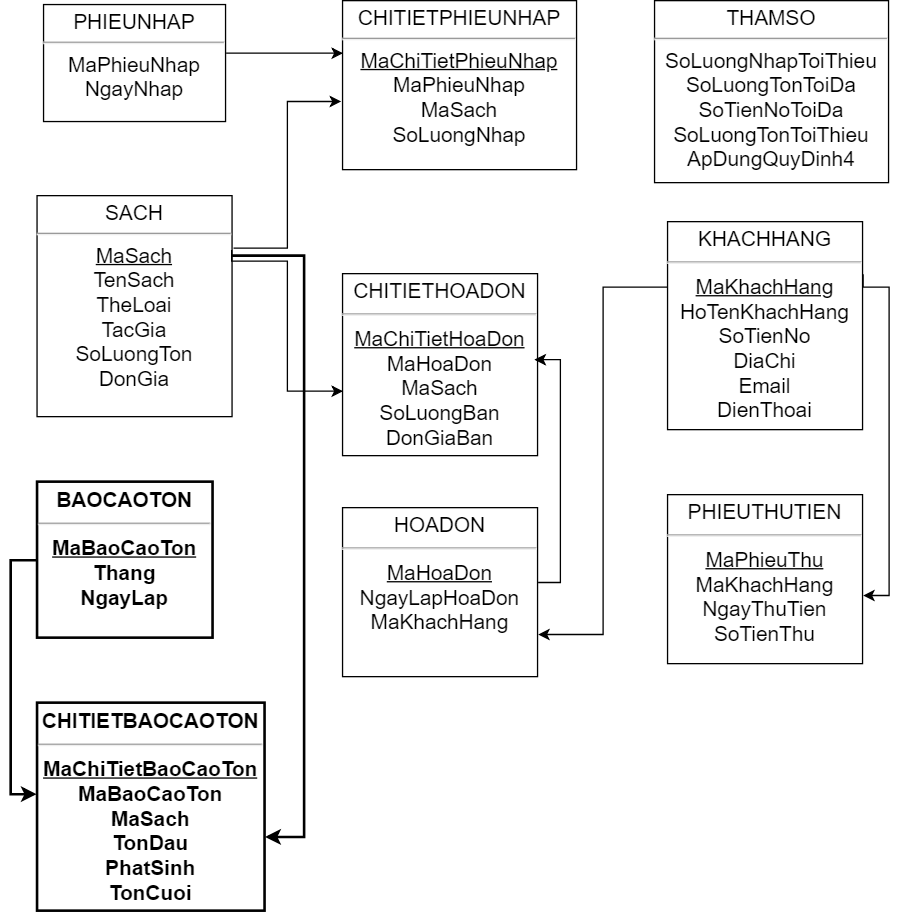 PHIEUNHAP
MaPhieuNhap
NgayNhap
CHITIETPHIEUNHAP
MaChiTietPhieuNhap
MaPhieuNhap
MaSach
SoLuongNhap
THAMSO
SoLuongNhapToiThieu
SoLuongTonToiDa
SoTienNoToiDa
SoLuongTonToiThieu
ApDungQuyDinh4
SACH
MaSach
TenSach
TheLoai
TacGia
SoLuongTon
DonGia
CHITIETHOADON
MaChiTietHoaDon
MaHoaDon
MaSach
SoLuongBan
DonGiaBan
KHACHHANG
MaKhachHang
HoTenKhachHang
SoTienNo
DiaChi
Email
DienThoai
BAOCAOTON
MaBaoCaoTon
Thang
NgayLap
HOADON
MaHoaDon
NgayLapHoaDon
MaKhachHang
PHIEUTHUTIEN
MaPhieuThu
MaKhachHang
NgayThuTien
SoTienThu
CHITIETBAOCAOTON
MaChiTietBaoCaoTon
MaBaoCaoTon
MaSach
TonDau
PhatSinh
TonCuoi